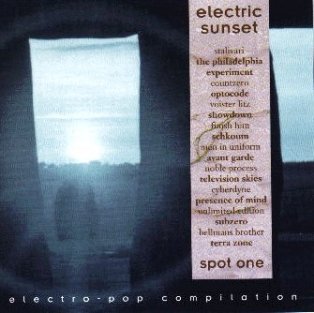 electric
sunset
stalivari
the philadelphia
experiment
countzero
optocode
voister litz
showdown
finish him
schkoum
men in uniform
avant garde
noble process
television skies
cyberdyne
presence of mind
unlimited edition
subzero
hellmans brother
terra zone
spot one
electro-pop compilation